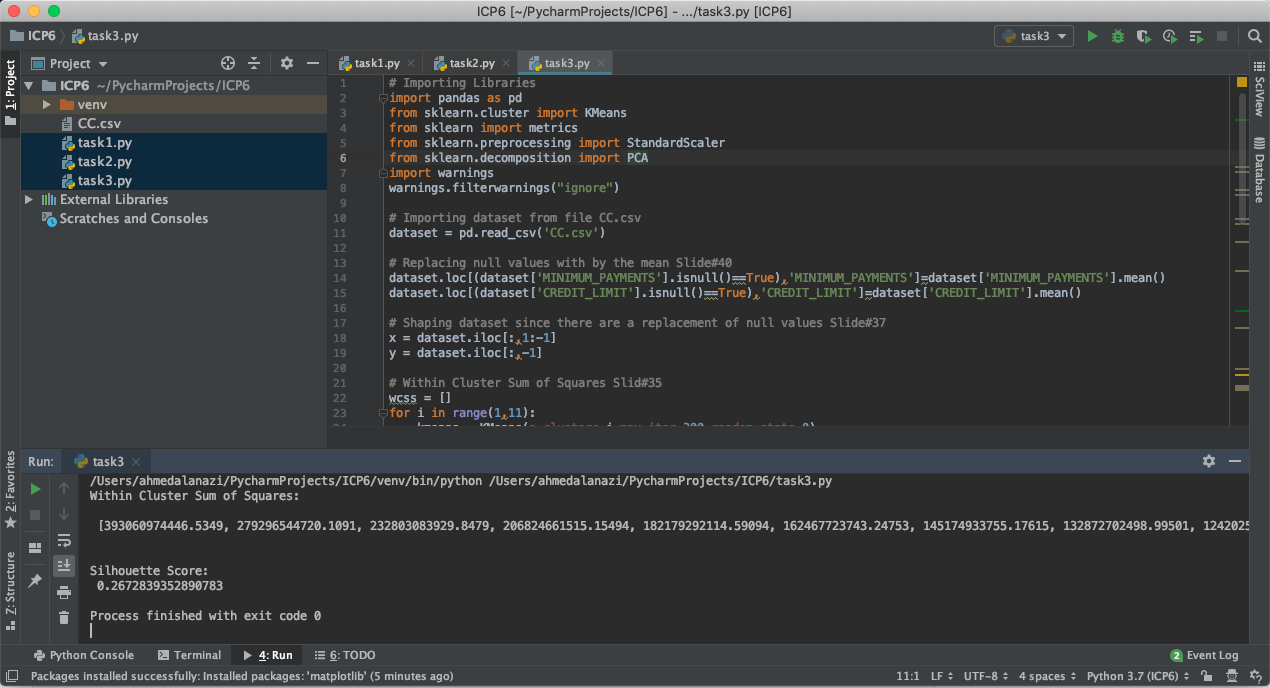 ICP6 [~/PycharmProjects/ICP6] - .../task3.py [ICP6]
ICP6 task3.py
task3
1: Project
Project
ICP6 ~/PycharmProjects/ICP6
venv
CC.csv
task1.py
task2.py
task3.py
External Libraries
Scratches and Consoles
task1.py task2.py task3.py
1 # Importing Libraries
2 import pandas as pd
3 from sklearn.cluster import KMeans
4 from sklearn import metrics
5 from sklearn.preprocessing import StandardScaler
6 from sklearn.decomposition import PCA
7 import warnings
8 warnings.filterwarnings("ignore")
9
10 # Importing dataset from file CC.csv
11 dataset = pd.read_csv('CC.csv')
12
13 # Replacing null values with by the mean Slide#40
14 dataset.loc[(dataset['MINIMUM_PAYMENTS'].isnull()==True),'MINIMUM_PAYMENTS']=dataset['MINIMUM_PAYMENTS'].mean()
15 dataset.loc[(dataset['CREDIT_LIMIT'].isnull()==True),'CREDIT_LIMIT']=dataset['CREDIT_LIMIT'].mean()
16
17 # Shaping dataset since there are a replacement of null values Slide#37
18 x = dataset.iloc[:,1:-1]
19 y = dataset.iloc[:,-1]
20
21 # Within Cluster Sum of Squares Slid#35
22 wcss = []
23 for i in range(1,11):
SciView
Database
2: Favorites
Z: Structure
Run: task3
/Users/ahmedalanazi/PycharmProjects/ICP6/venv/bin/python /Users/ahmedalanazi/PycharmProjects/ICP6/task3.py
Within Cluster Sum of Squares:
[393060974446.5349, 279296544720.1091, 232803083929.8479, 206824661515.15494, 182179292114.59094, 162467723743.24753, 145174933755.17615, 132872702498.99501, 1242025
Silhouette Score:
0.2672839352890783
Process finished with exit code 0
Python Console Terminal 4: Run 6: TODO 2 Event Log
Packages installed successfully: Installed packages: 'matplotlib' (5 minutes ago) 11:1 LF UTF-8 4 spaces Python 3.7 (ICP6)